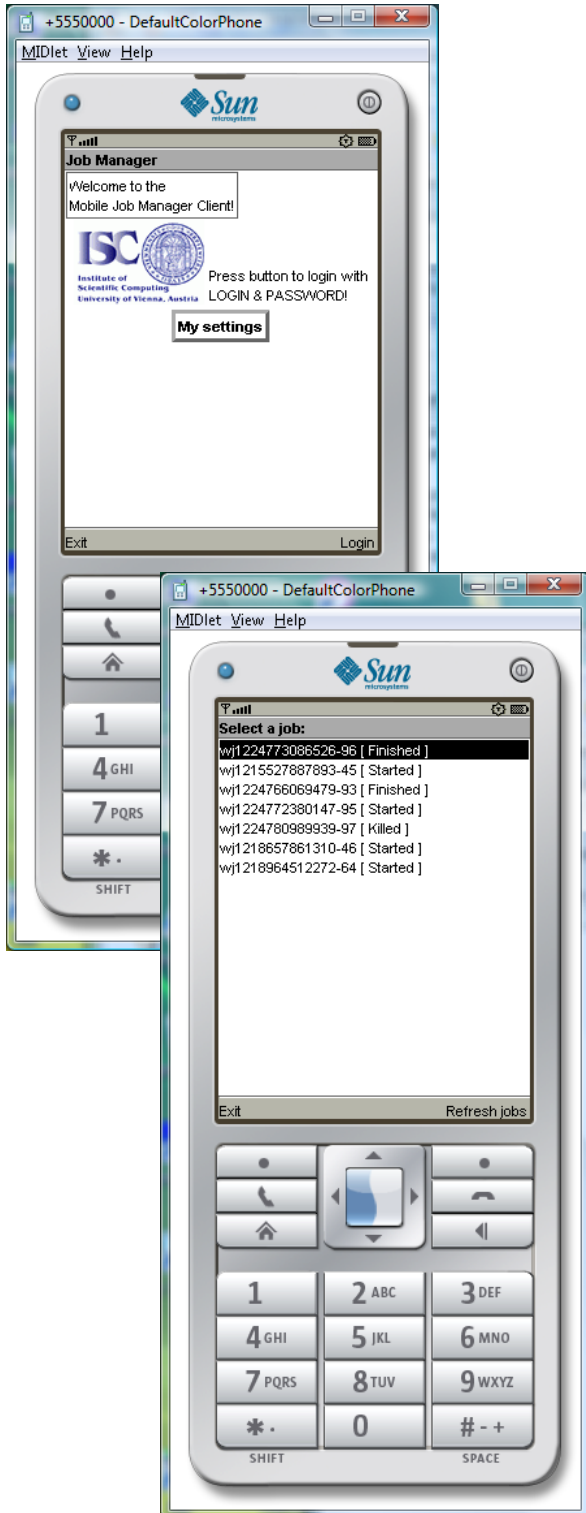 +5550000 - DefaultColorPhone
MIDlet View Help
Sun
microsystems
Job Manager
Welcome to the
Mobile Job Manager Client!
ISC
Institute of
Scientific Computing
University of Vienna, Austria
Press button to login with
LOGIN & PASSWORD!
My settings
Exit Login
1
4 GHI
7 PQRS
* .
SHIFT
+5550000 - DefaultColorPhone
MIDlet View Help
Sun
microsystems
Select a job:
wj1224773086526-96 [ Finished ]
wj1215527887893-45 [ Started ]
wj1224766069479-93 [ Finished ]
wj1224772380147-95 [ Started ]
wj1224780989939-97 [ Killed ]
wj1218657861310-46 [ Started ]
wj1218964512272-64 [ Started ]
Exit Refresh jobs
1 2 ABC 3 DEF
4 GHI 5 JKL 6 MNO
7 PQRS 8 TUV 9 WXYZ
* . 0 # - +
SHIFT SPACE